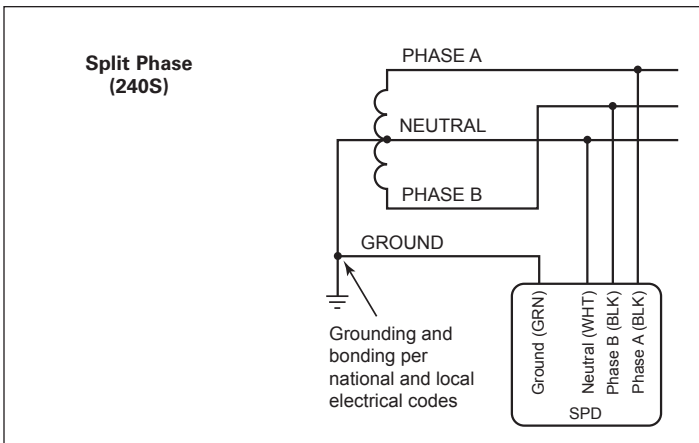 Split Phase
(240S)
PHASE A
NEUTRAL
PHASE B
GROUND
Grounding and
bonding per
national and local
electrical codes
Ground (GRN)
Neutral (WHT)
Phase B (BLK)
Phase A (BLK)
SPD